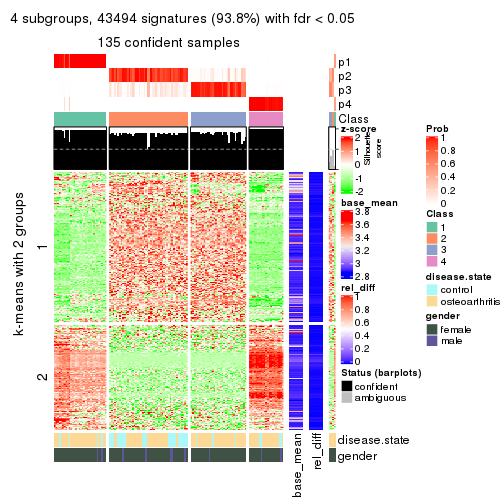 4 subgroups, 43494 signatures (93.8%) with fdr < 0.05
135 confident samples
p1
p2
p3
p4
Class
Silhouette
score
k-means with 2 groups
1
2
disease.state
gender
base_mean
rel_diff
z-score
2
1
0
-1
-2
base_mean
3.8
3.6
3.4
3.2
3
2.8
rel_diff
1
0.8
0.6
0.4
0.2
0
Status (barplots)
confident
ambiguous
Prob
1
0.8
0.6
0.4
0.2
0
Class
1
2
3
4
disease.state
control
osteoarthritis
gender
female
male